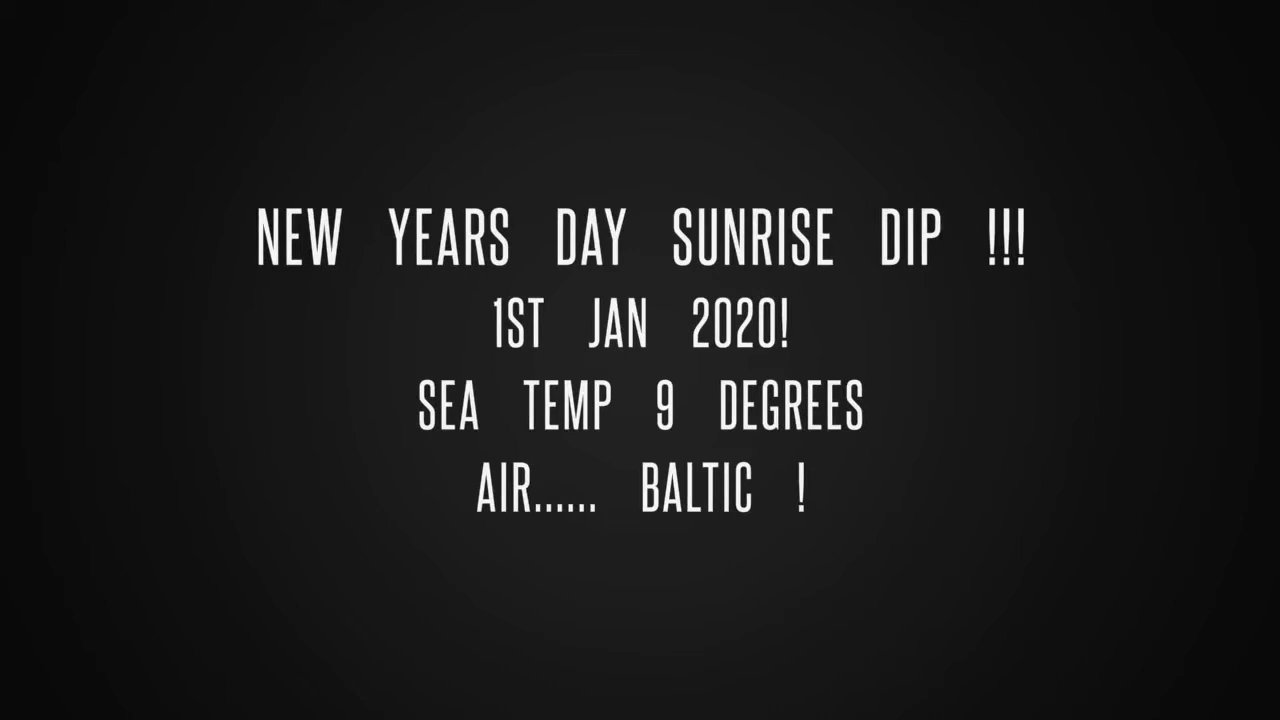 NEW YEARS DAY SUNRISE DIP !!!
1ST JAN 2020!
SEA TEMP 9 DEGREES
AIR...... BALTIC !